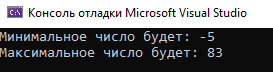 Консоль отладки Microsoft Visual Studio
Минимальное число будет: -5
Максимальное число будет: 83